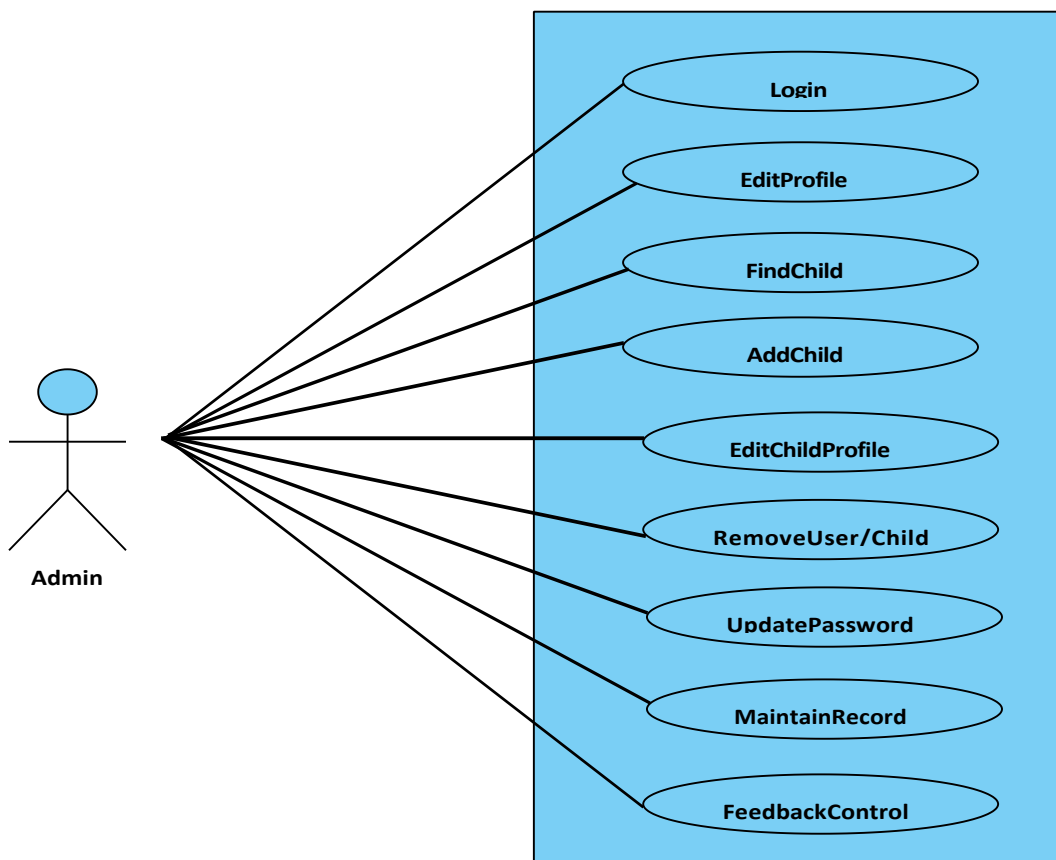 Login
EditProfile
FindChild
AddChild
EditChildProfile
RemoveUser/Child
Admin
UpdatePassword
MaintainRecord
FeedbackControl